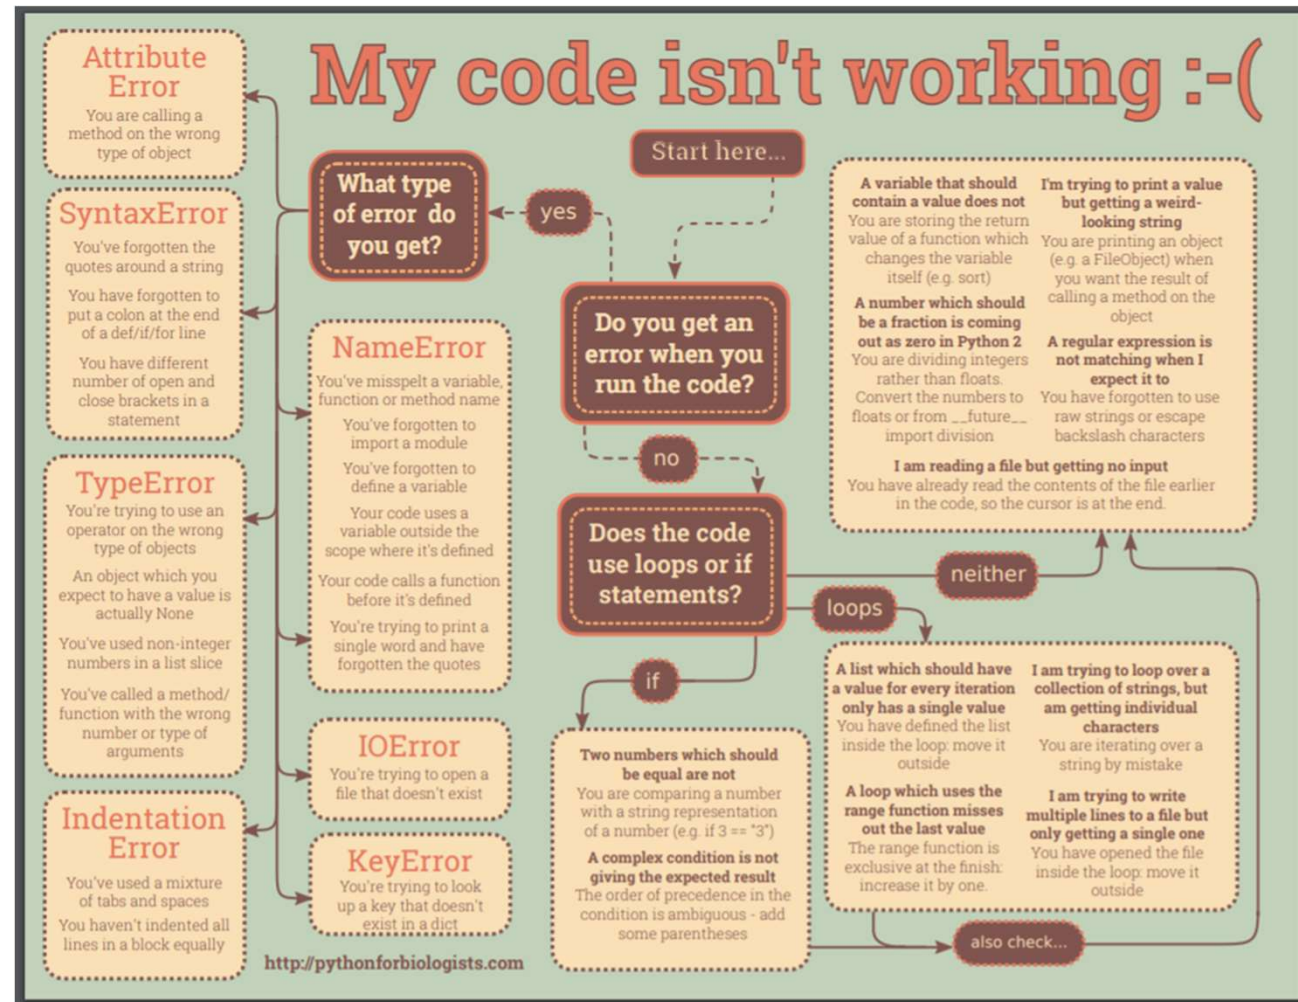 My code isn't working :-(
Start here...
Do you get an
error when you
run the code?
yes
What type
of error do
you get?
Attribute
Error
You are calling a
method on the wrong
type of object
SyntaxError
You've forgotten the
quotes around a string
You have forgotten to
put a colon at the end
of a def/if/for line
You have different
number of open and
close brackets in a
statement
TypeError
You're trying to use an
operator on the wrong
type of objects
An object which you
expect to have a value is
actually None
You've used non-integer
numbers in a list slice
You've called a method/
function with the wrong
number or type of
arguments
Indentation
Error
You've used a mixture
of tabs and spaces
You haven't indented all
lines in a block equally
NameError
You've misspelt a variable,
function or method name
You've forgotten to
import a module
You've forgotten to
define a variable
Your code uses a
variable outside the
scope where it's defined
Your code calls a function
before it's defined
You're trying to print a
single word and have
forgotten the quotes
IOError
You're trying to open a
file that doesn't exist
KeyError
You're trying to look
up a key that doesn't
exist in a dict
http://pythonforbiologists.com
no
Does the code
use loops or if
statements?
if
Two numbers which should
be equal are not
You are comparing a number
with a string representation
of a number (e.g. if 3 == "3")
A complex condition is not
giving the expected result
The order of precedence in the
condition is ambiguous - add
some parentheses
loops
A list which should have
a value for every iteration
only has a single value
You have defined the list
inside the loop: move it
outside
A loop which uses the
range function misses
out the last value
The range function is
exclusive at the finish:
increase it by one.
I am trying to loop over a
collection of strings, but
am getting individual
characters
You are iterating over a
string by mistake
I am trying to write
multiple lines to a file but
only getting a single one
You have opened the file
inside the loop: move it
outside
also check...
neither
A variable that should
contain a value does not
You are storing the return
value of a function which
changes the variable
itself (e.g. sort)
A number which should
be a fraction is coming
out as zero in Python 2
You are dividing integers
rather than floats.
Convert the numbers to
floats or from __future__
import division
I'm trying to print a value
but getting a weird-
looking string
You are printing an object
(e.g. a FileObject) when
you want the result of
calling a method on the
object
A regular expression is
not matching when I
expect it to
You have forgotten to use
raw strings or escape
backslash characters
I am reading a file but getting no input
You have already read the contents of the file earlier
in the code, so the cursor is at the end.